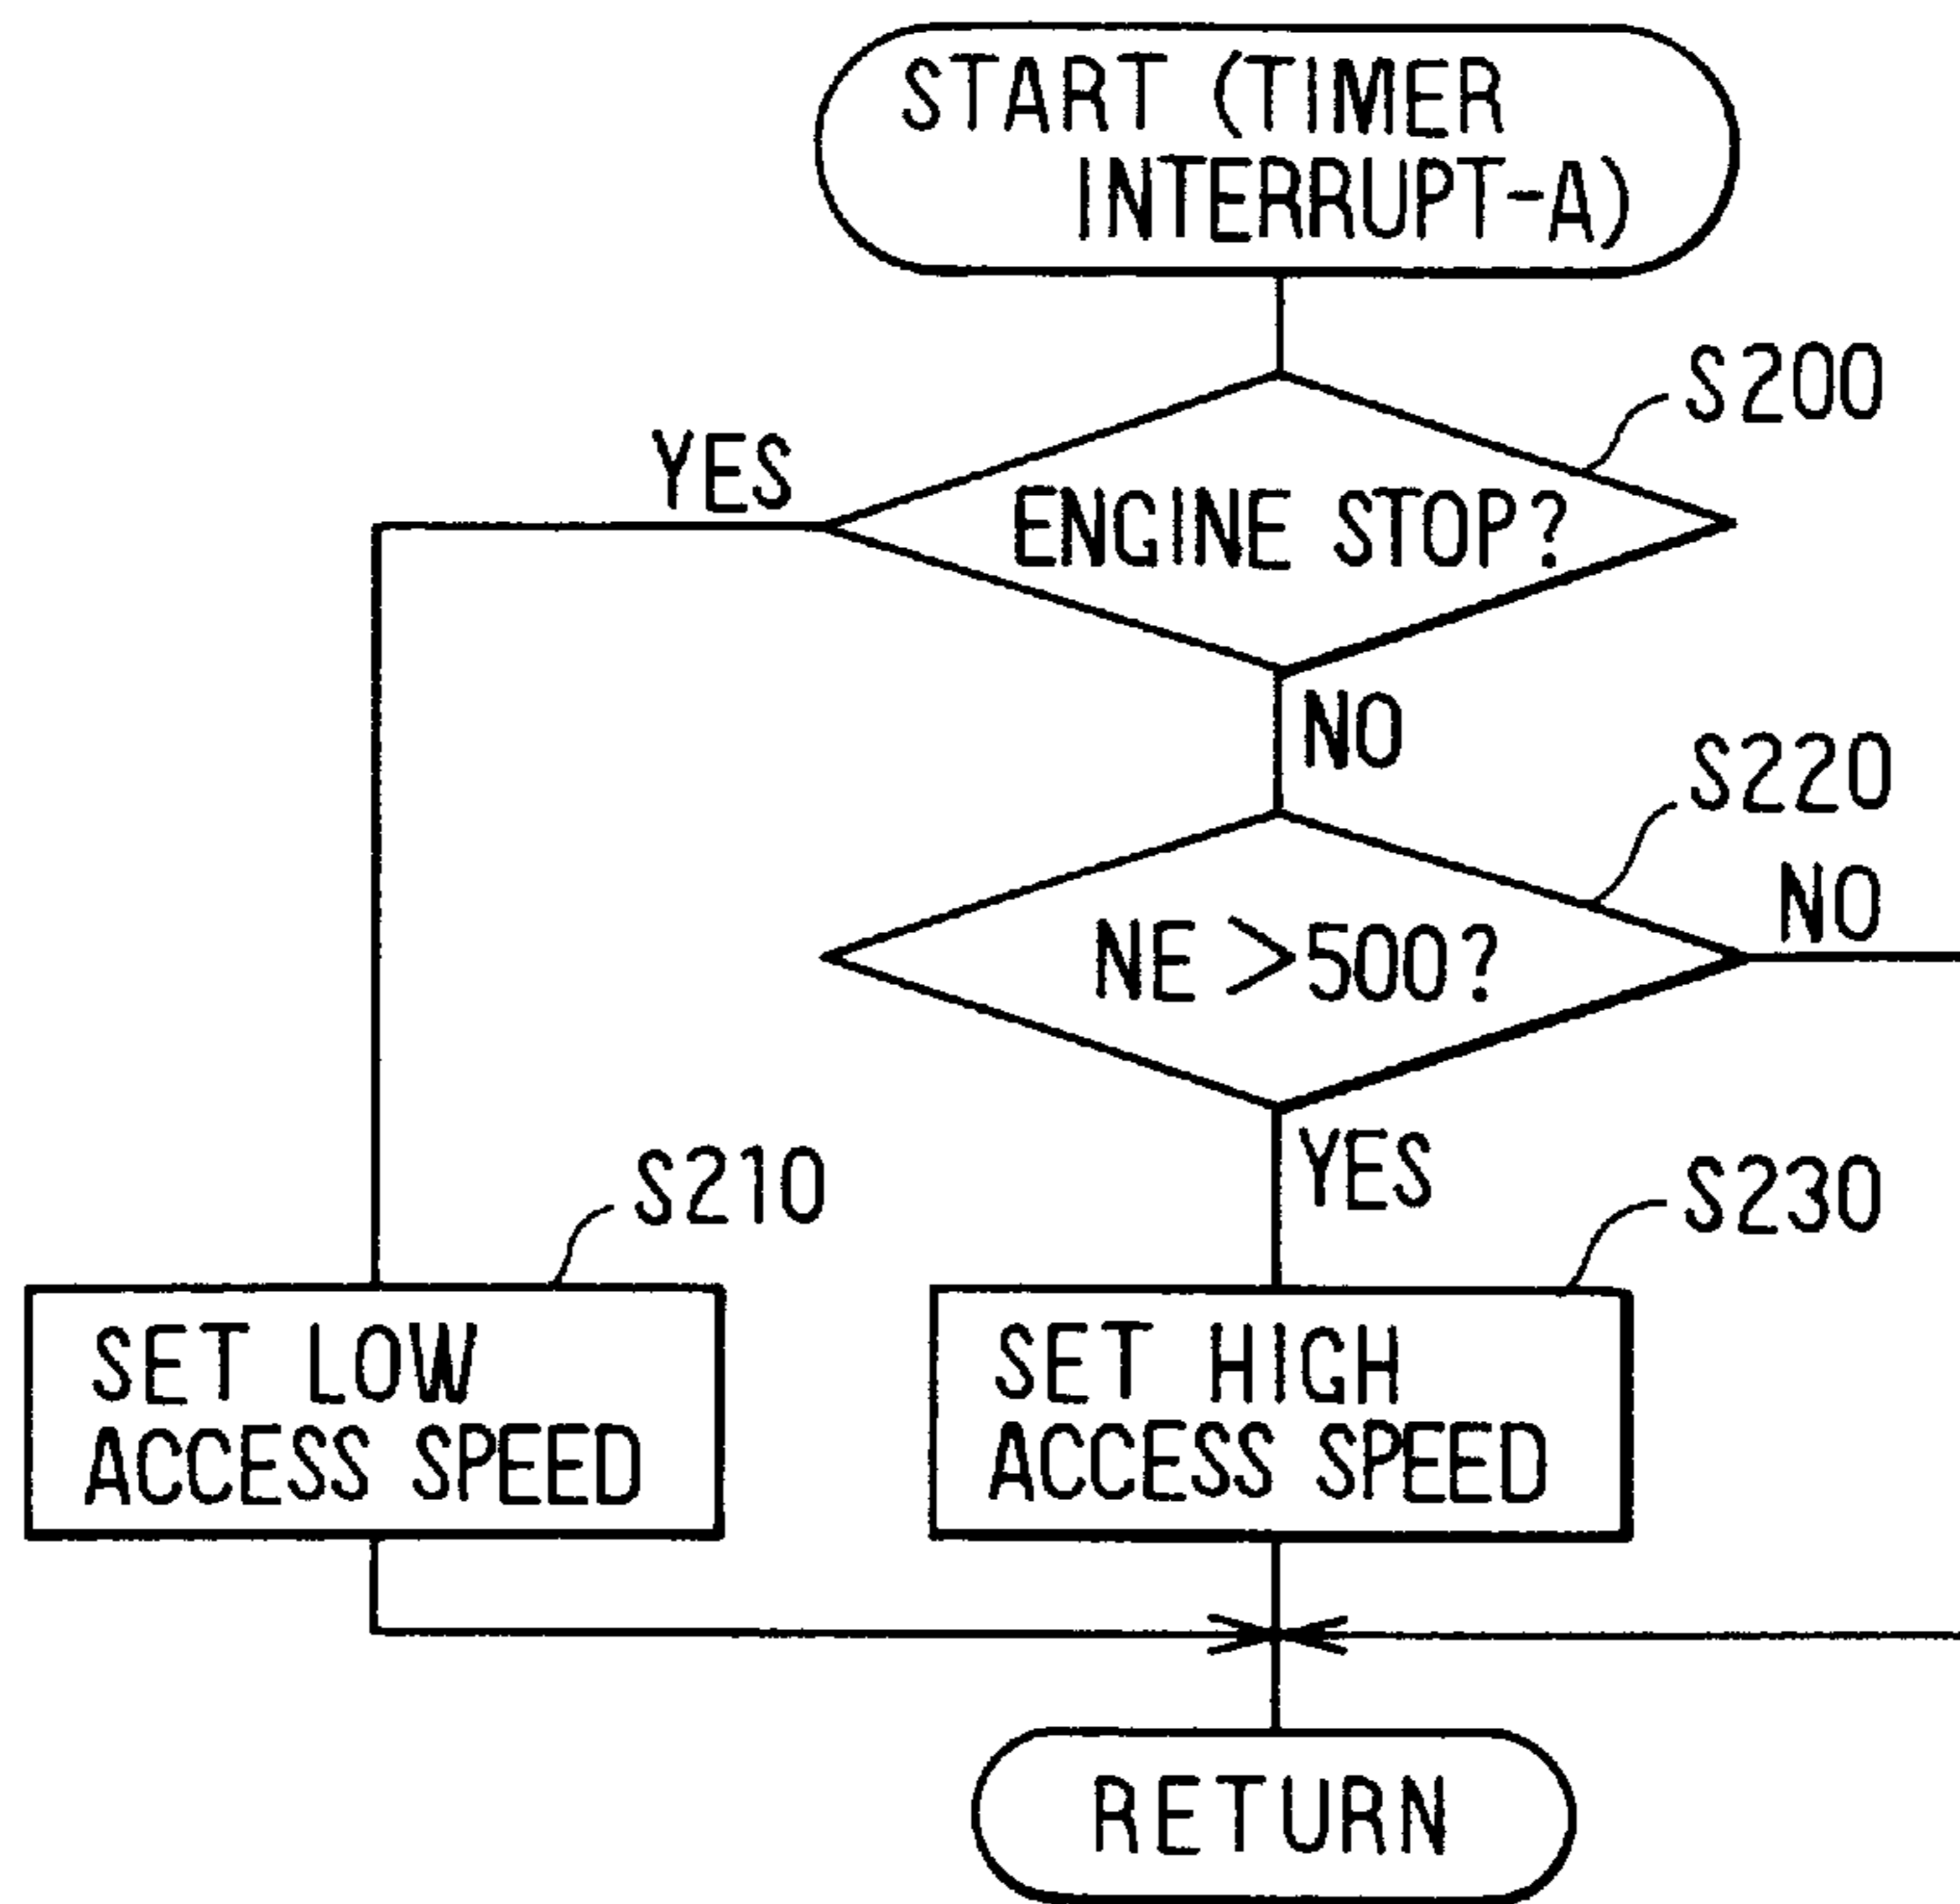 START (TIMER
INTERRUPT-A)
S200
YES
ENGINE STOP?
NO
S220
NO
NE >500?
YES
S210
S230
SET LOW
ACCESS SPEED
SET HIGH
ACCESS SPEED
RETURN